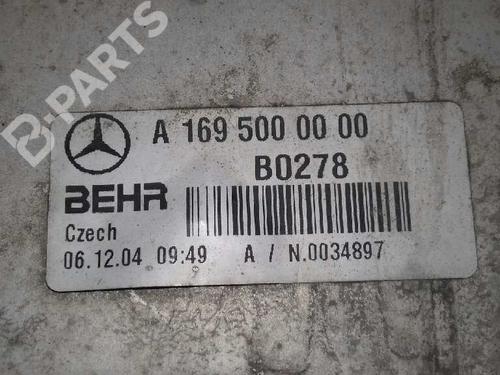 B-PARTS
A 169 500 00 00
B0278
BEHR
Czech
06.12.04 09:49 A / N.0034897